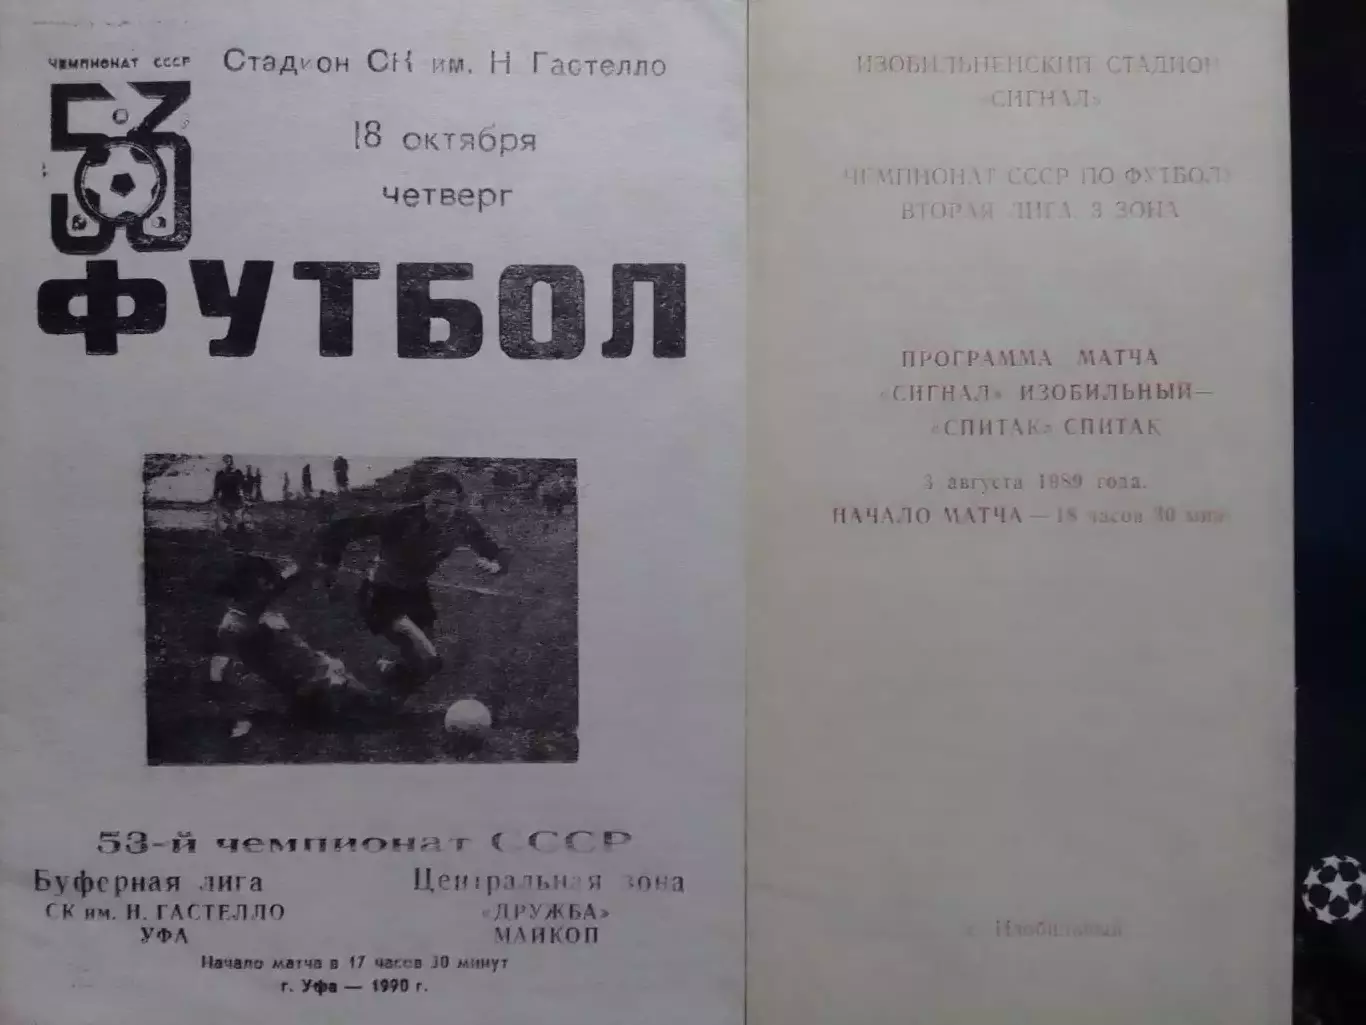 ЧЕМПИОНАТ СССР
53
Стадион СК им. Н Гастелло
18 октября
четверг
ФУТБОЛ
53-й чемпионат СССР
Буферная лига
Центральная зона
СК им. Н. ГАСТЕЛЛО
УФА
«ДРУЖБА»
МАЙКОП
Начало матча в 17 часов 30 минут
г. Уфа — 1990 г.
ИЗОБИЛЬНЕНСКИЙ СТАДИОН
«СИГНАЛ»
ЧЕМПИОНАТ СССР ПО ФУТБОЛУ
ВТОРАЯ ЛИГА, 3 ЗОНА
ПРОГРАММА МАТЧА
«СИГНАЛ» ИЗОБИЛЬНЫЙ—
«СПИТАК» СПИТАК
3 августа 1989 года.
НАЧАЛО МАТЧА — 18 часов 30 мин
г. Изобильный